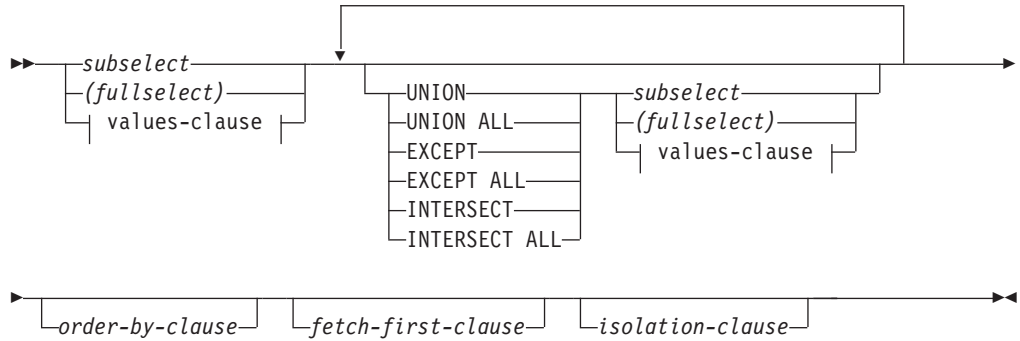 subselect
(fullselect)
values-clause
UNION subselect
UNION ALL (fullselect)
EXCEPT values-clause
EXCEPT ALL
INTERSECT
INTERSECT ALL
order-by-clause fetch-first-clause isolation-clause